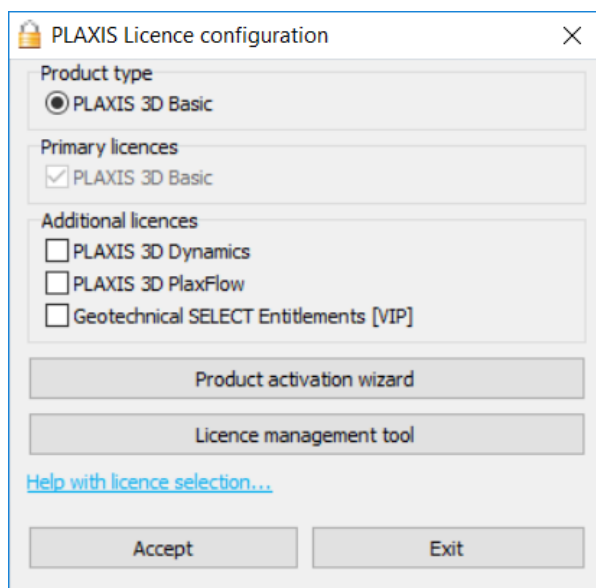 PLAXIS Licence configuration
Product type
PLAXIS 3D Basic
Primary licences
PLAXIS 3D Basic
Additional licences
PLAXIS 3D Dynamics
PLAXIS 3D PlaxFlow
Geotechnical SELECT Entitlements [VIP]
Product activation wizard
Licence management tool
Help with licence selection...
Accept Exit